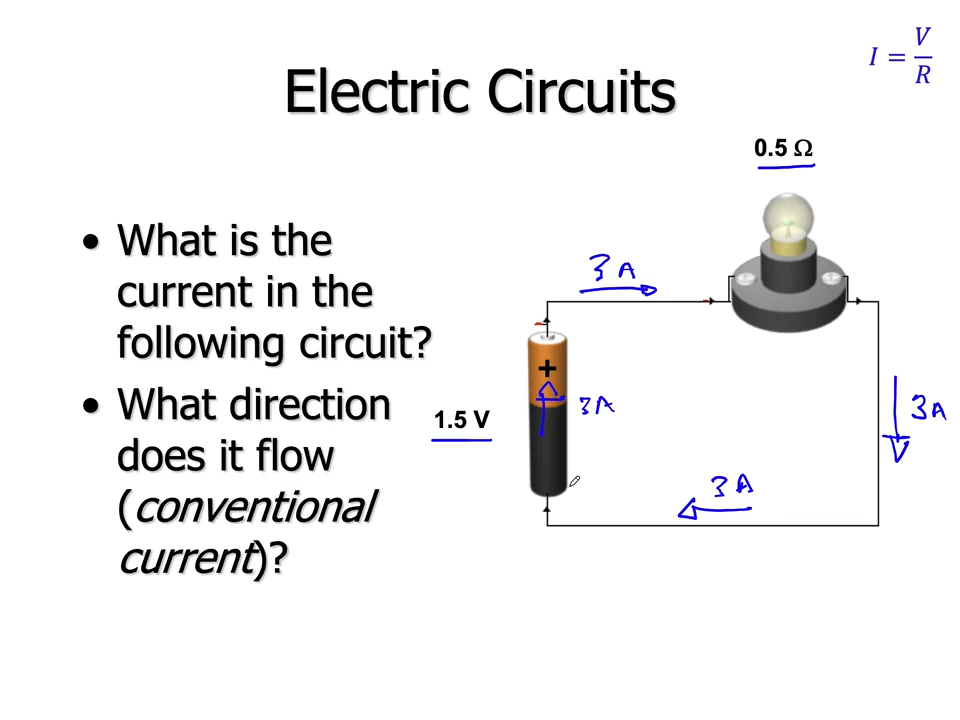 I = V/R
Electric Circuits
0.5 Ω
• What is the
current in the
following circuit?
• What direction
does it flow
(conventional
current)?
3 A
+
3A
1.5 V
3A
3A